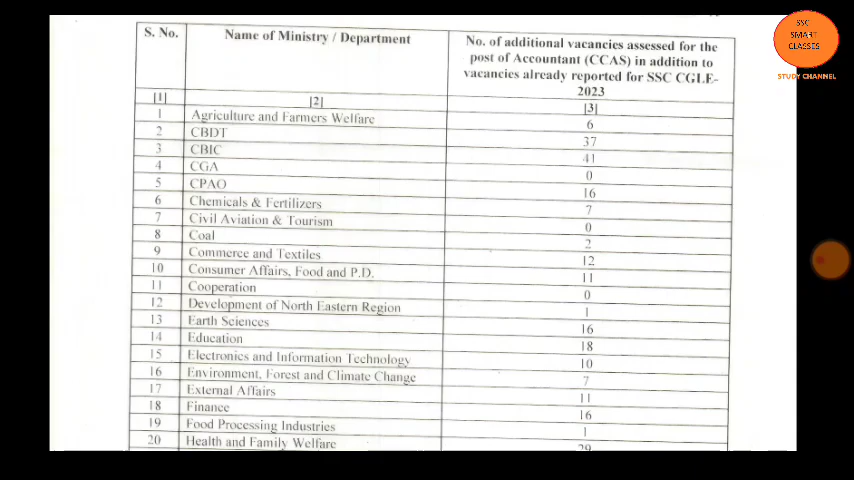 SSC
SMART
CLASSES
STUDY CHANNEL
S. No. Name of Ministry / Department No. of additional vacancies assessed for the
post of Accountant (CCAS) in addition to
vacancies already reported for SSC CGLE-
2023
[1] [2] [3]
1 Agriculture and Farmers Welfare 6
2 CBDT 37
3 CBIC 41
4 CGA 0
5 CPAO 16
6 Chemicals & Fertilizers 7
7 Civil Aviation & Tourism 0
8 Coal 2
9 Commerce and Textiles 12
10 Consumer Affairs, Food and P.D. 11
11 Cooperation 0
12 Development of North Eastern Region 1
13 Earth Sciences 16
14 Education 18
15 Electronics and Information Technology 10
16 Environment, Forest and Climate Change 7
17 External Affairs 11
18 Finance 16
19 Food Processing Industries 1
20 Health and Family Welfare